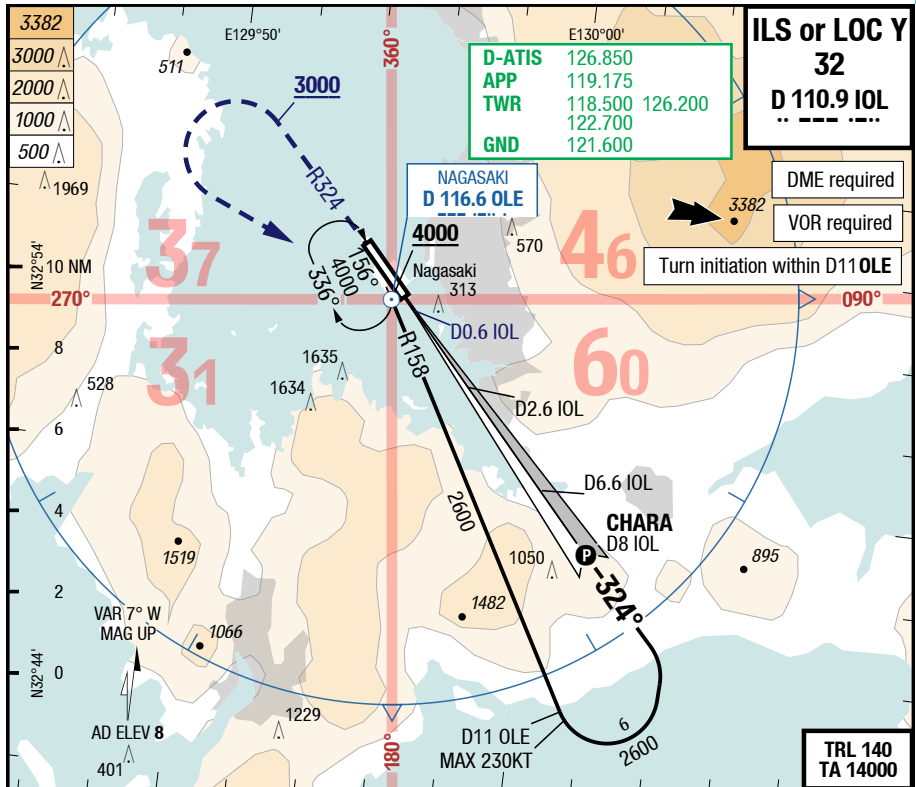 3382
3000
2000
1000
500
E129°50'
360°
E130°00'
ILS or LOC Y
32
D 110.9 IOL
D-ATIS 126.850
APP 119.175
TWR 118.500 126.200
122.700
GND 121.600
511
3000
R324
1969
NAGASAKI
D 116.6 OLE
DME required
3382
VOR required
Turn initiation within D11 OLE
4000
570
N32°54'
10 NM
37
46
156°
4000
336°
Nagasaki
313
270°
090°
D0.6 IOL
8
31
60
R158
1635
1634
528
D2.6 IOL
6
D6.6 IOL
4
2600
CHARA
D8 IOL
P
1519
1050
895
324°
2
1482
VAR 7° W
MAG UP
1066
N32°44'
0
AD ELEV 8
1229
401
180°
D11 OLE
MAX 230KT
6
2600
TRL 140
TA 14000